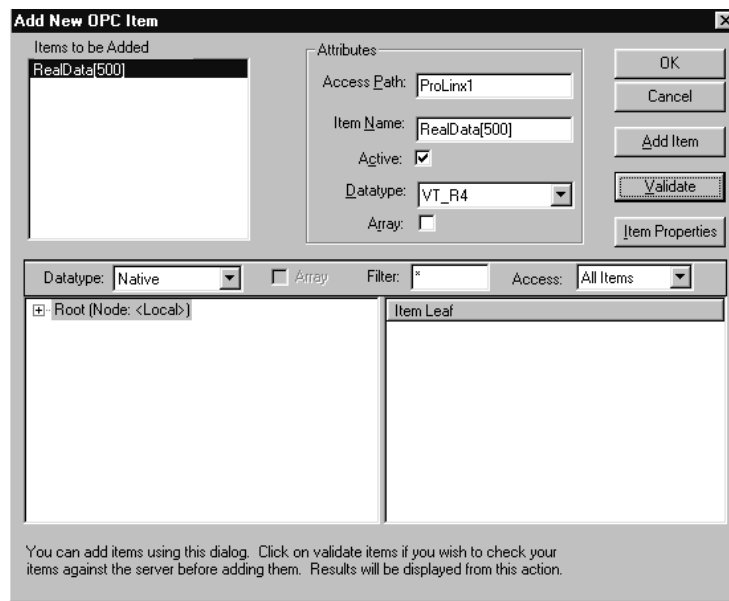 Add New OPC Item
Items to be Added
RealData[500]
Attributes
Access Path: ProLinx1
Item Name: RealData[500]
Active:
Datatype: VT_R4
Array:
OK
Cancel
Add Item
Validate
Item Properties
Datatype: Native
Array
Filter: *
Access: All Items
Root (Node: <Local>)
Item Leaf
You can add items using this dialog. Click on validate items if you wish to check your
items against the server before adding them. Results will be displayed from this action.